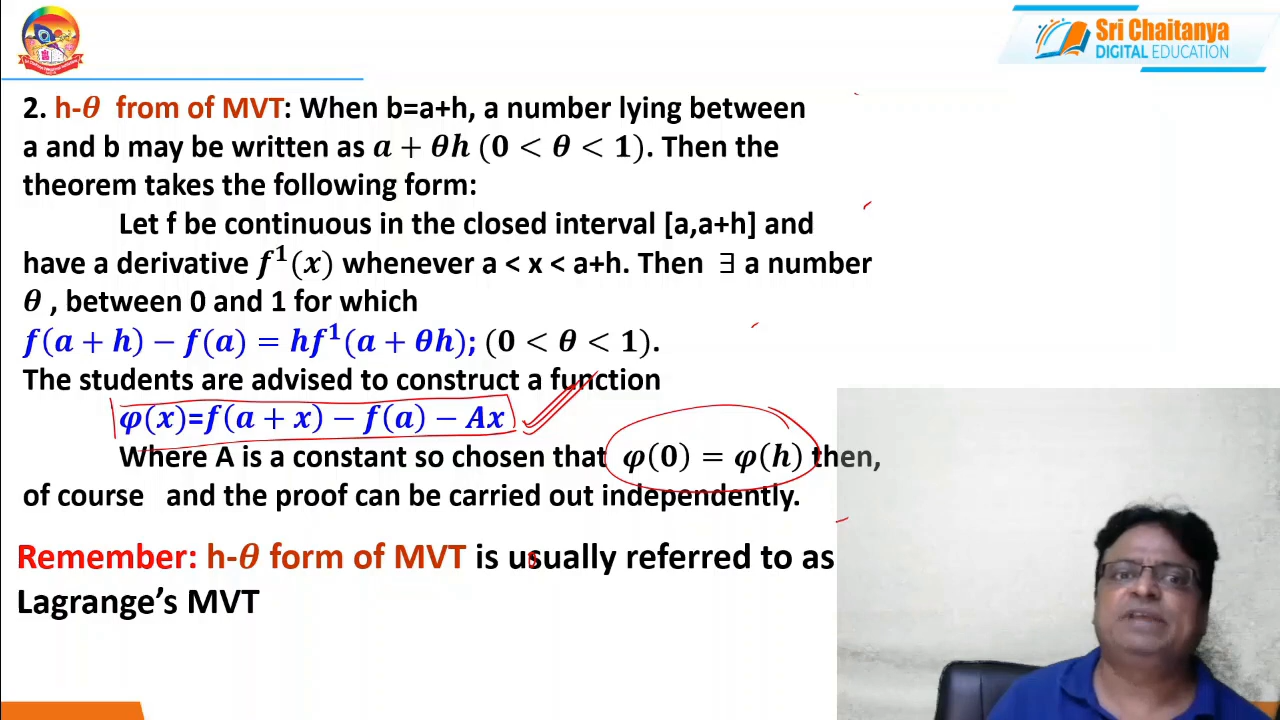 Sri Chaitanya
DIGITAL EDUCATION
2. h-θ from of MVT: When b=a+h, a number lying between
a and b may be written as a + θh (0 < θ < 1). Then the
theorem takes the following form:
Let f be continuous in the closed interval [a,a+h] and
have a derivative f¹(x) whenever a < x < a+h. Then ∃ a number
θ , between 0 and 1 for which
f(a + h) − f(a) = hf¹(a + θh); (0 < θ < 1).
The students are advised to construct a function
φ(x)=f(a + x) − f(a) − Ax
Where A is a constant so chosen that φ(0) = φ(h) then,
of course and the proof can be carried out independently.
Remember: h-θ form of MVT is usually referred to as
Lagrange's MVT